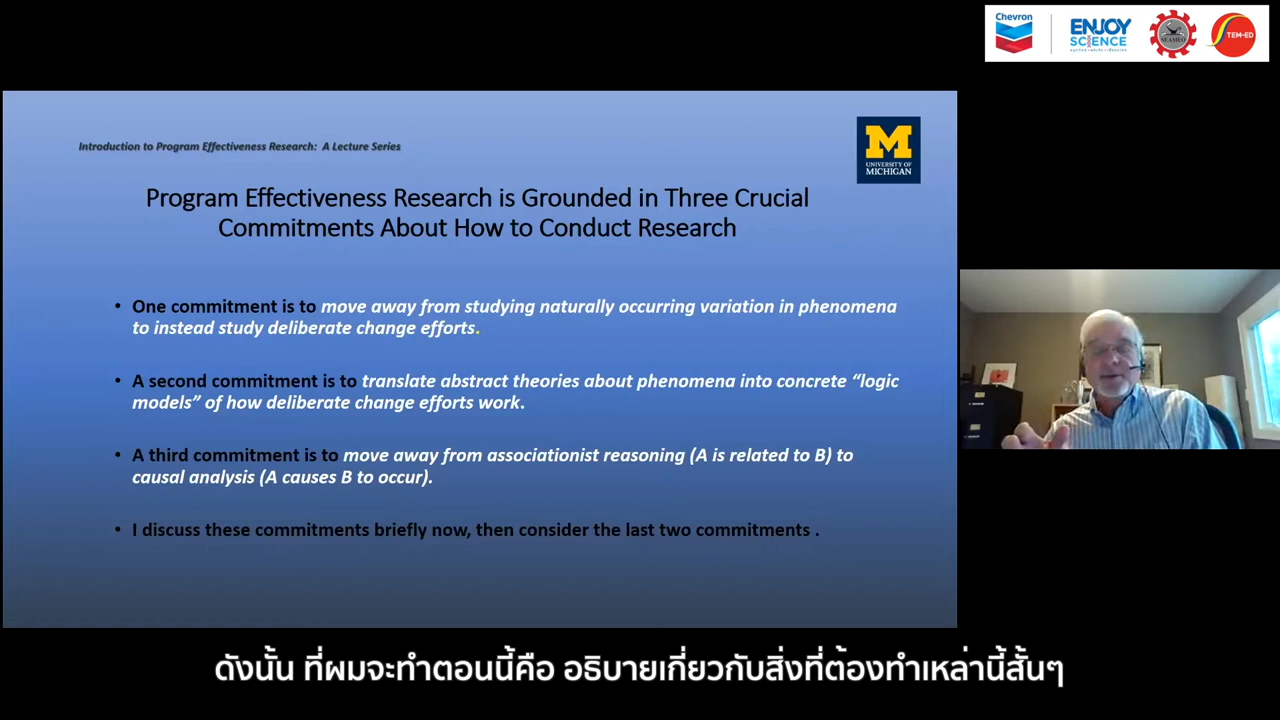 Chevron
ENJOY
SCIENCE
SEAMEO
STEM-ED
Introduction to Program Effectiveness Research: A Lecture Series
M
UNIVERSITY OF
MICHIGAN
Program Effectiveness Research is Grounded in Three Crucial
Commitments About How to Conduct Research
• One commitment is to move away from studying naturally occurring variation in phenomena
to instead study deliberate change efforts.
• A second commitment is to translate abstract theories about phenomena into concrete “logic
models” of how deliberate change efforts work.
• A third commitment is to move away from associationist reasoning (A is related to B) to
causal analysis (A causes B to occur).
• I discuss these commitments briefly now, then consider the last two commitments .
ดังนั้น ที่ผมจะทำตอนนี้คือ อธิบายเกี่ยวกับสิ่งที่ต้องทำเหล่านี้สั้นๆ